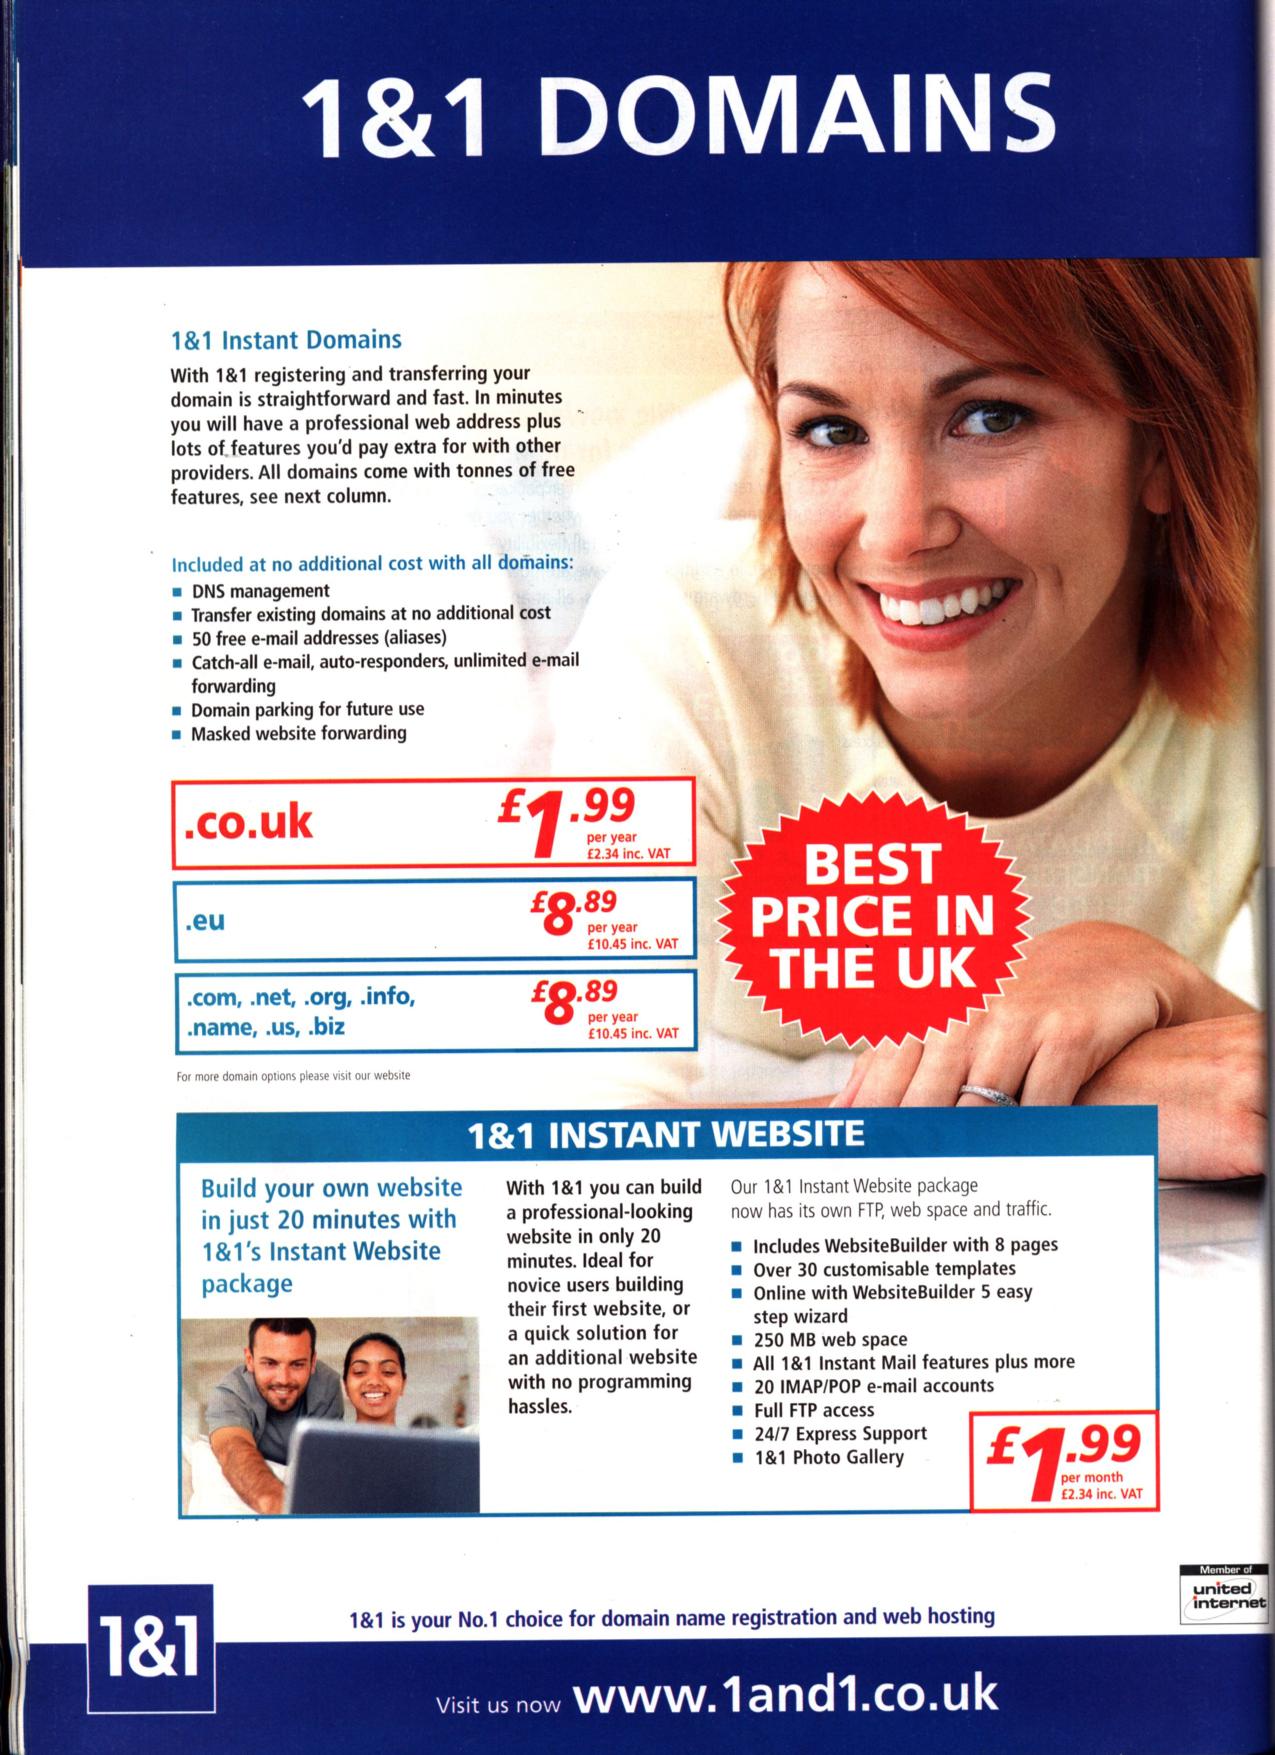 1&1 DOMAINS
1&1 Instant Domains
With 1&1 registering and transferring your
domain is straightforward and fast. In minutes
you will have a professional web address plus
lots of features you'd pay extra for with other
providers. All domains come with tonnes of free
features, see next column.
Included at no additional cost with all domains:
DNS management
Transfer existing domains at no additional cost
50 free e-mail addresses (aliases)
Catch-all e-mail, auto-responders, unlimited e-mail
forwarding
Domain parking for future use
Masked website forwarding
.co.uk
£1.99
per year
£2.34 inc. VAT
.eu
£8.89
per year
£10.45 inc. VAT
.com, .net, .org, .info,
.name, .us, .biz
£8.89
per year
£10.45 inc. VAT
For more domain options please visit our website
BEST
PRICE IN
THE UK
1&1 INSTANT WEBSITE
Build your own website
in just 20 minutes with
1&1's Instant Website
package
With 1&1 you can build
a professional-looking
website in only 20
minutes. Ideal for
novice users building
their first website, or
a quick solution for
an additional website
with no programming
hassles.
Our 1&1 Instant Website package
now has its own FTP, web space and traffic.
Includes WebsiteBuilder with 8 pages
Over 30 customisable templates
Online with WebsiteBuilder 5 easy
step wizard
250 MB web space
All 1&1 Instant Mail features plus more
20 IMAP/POP e-mail accounts
Full FTP access
24/7 Express Support
1&1 Photo Gallery
£1.99
per month
£2.34 inc. VAT
Member of
united
internet
1&1
1&1 is your No.1 choice for domain name registration and web hosting
Visit us now www.1and1.co.uk